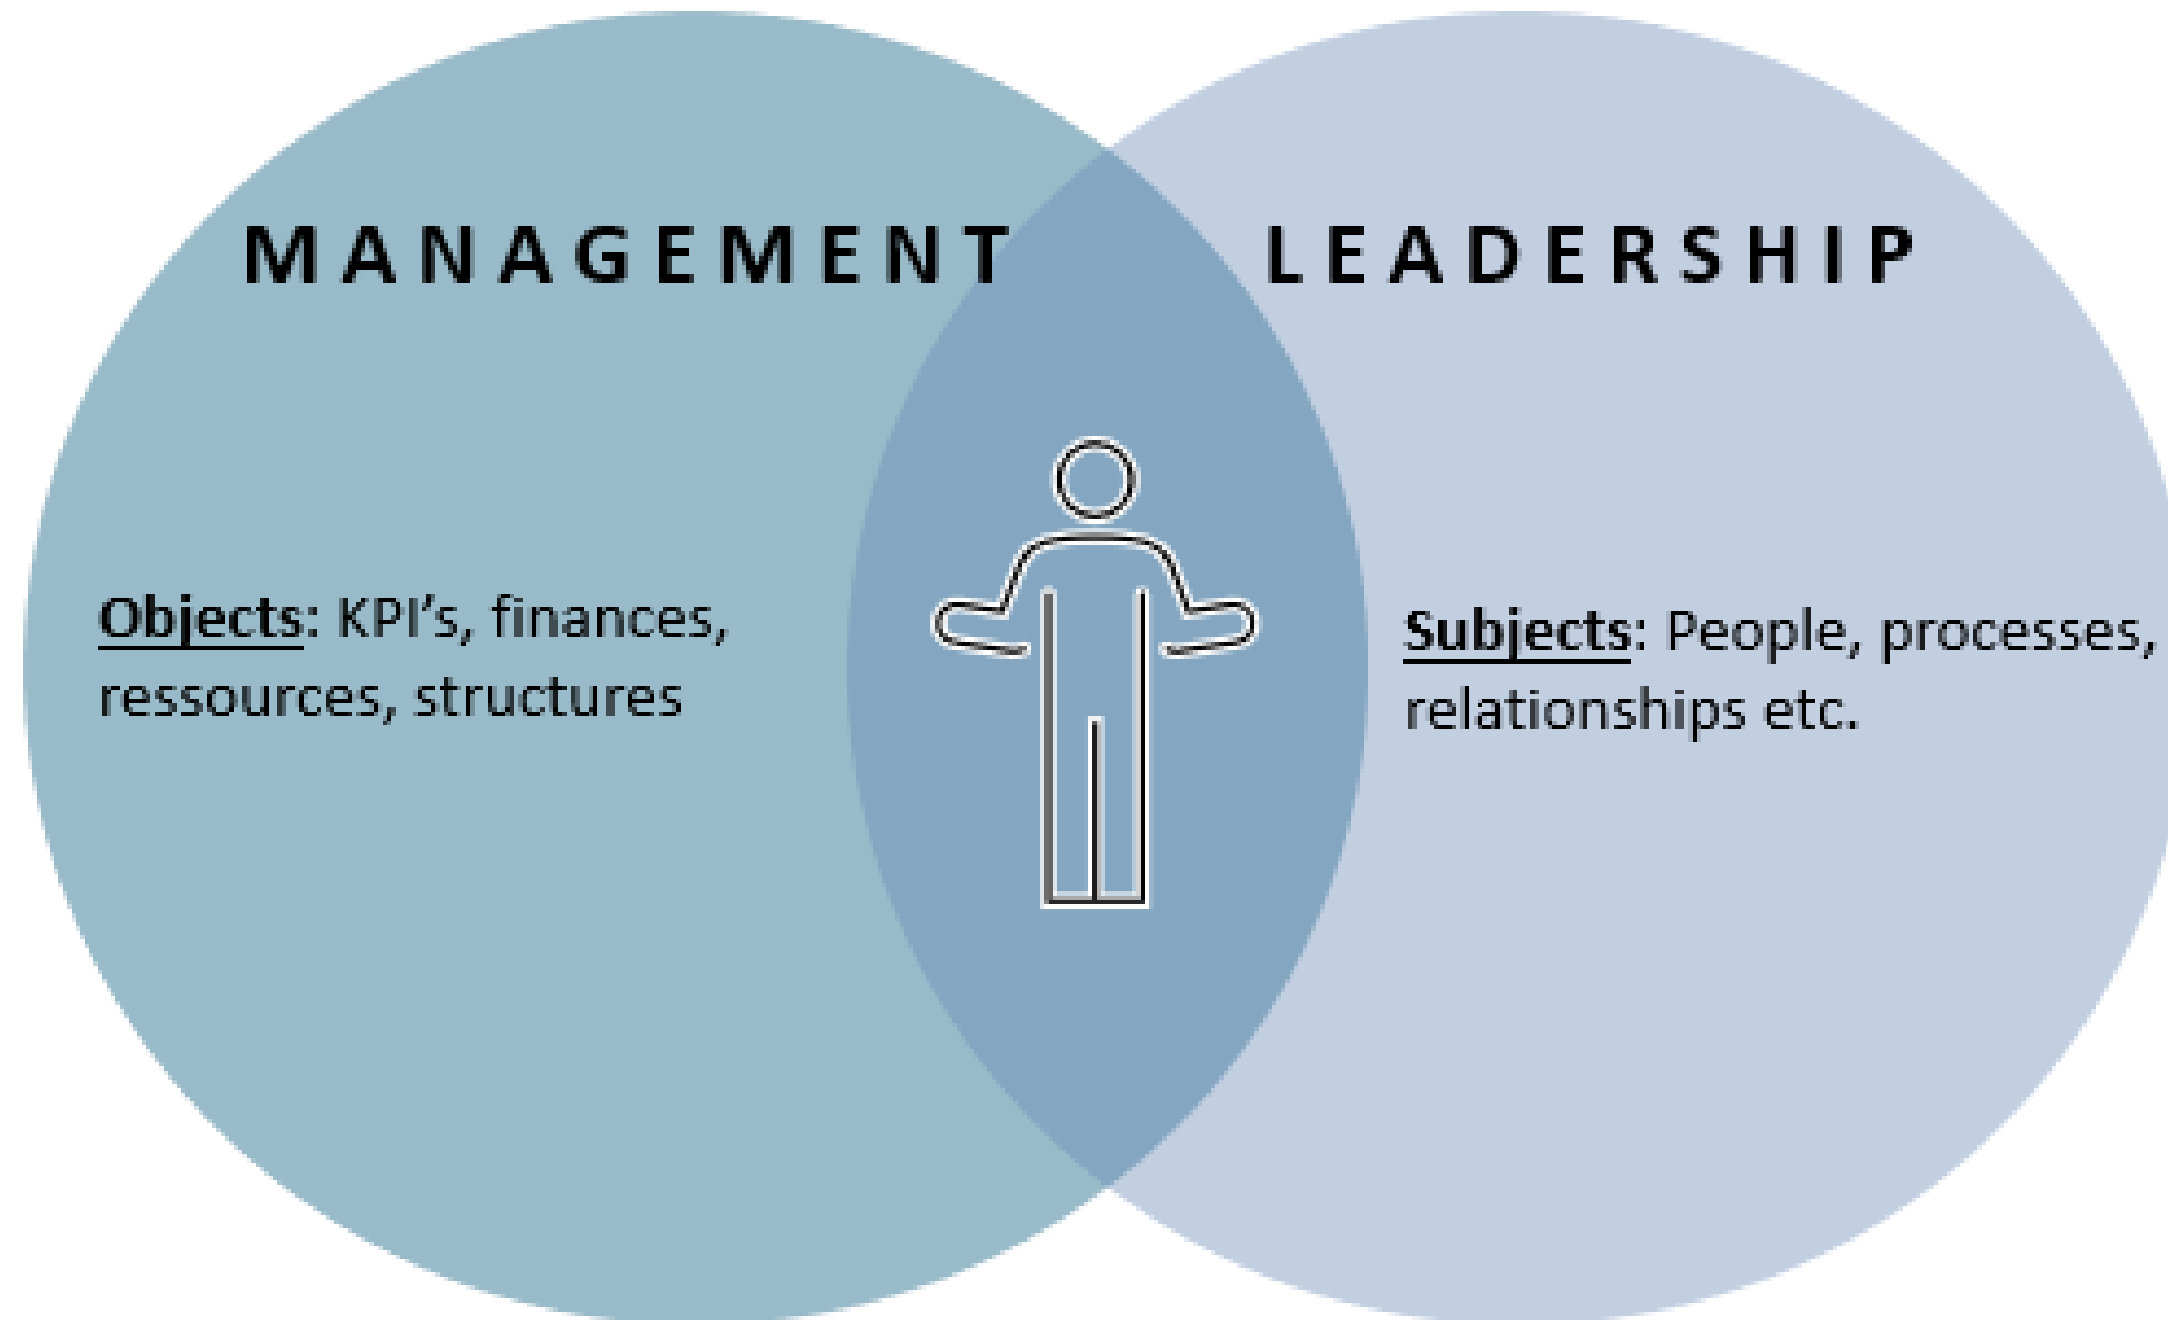 MANAGEMENT
LEADERSHIP
Objects: KPI's, finances,
ressources, structures
Subjects: People, processes,
relationships etc.